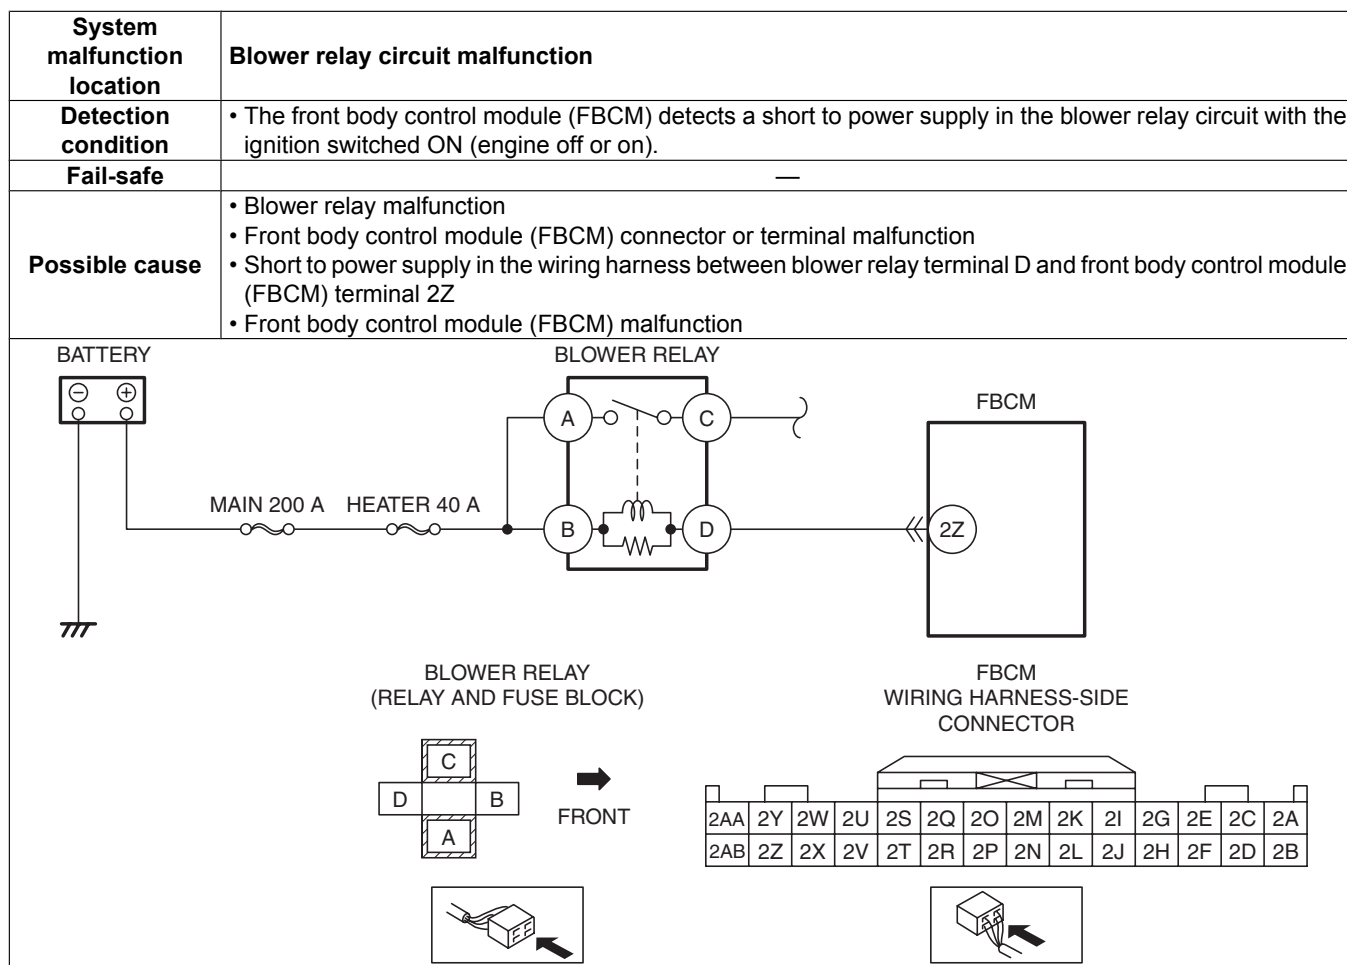 System
malfunction
location
Blower relay circuit malfunction
Detection
condition
• The front body control module (FBCM) detects a short to power supply in the blower relay circuit with the
ignition switched ON (engine off or on).
Fail-safe
—
Possible cause
• Blower relay malfunction
• Front body control module (FBCM) connector or terminal malfunction
• Short to power supply in the wiring harness between blower relay terminal D and front body control module
(FBCM) terminal 2Z
• Front body control module (FBCM) malfunction
BATTERY
BLOWER RELAY
FBCM
− +
A
C
MAIN 200 A HEATER 40 A
B
D
2Z
BLOWER RELAY
(RELAY AND FUSE BLOCK)
C
D
B
A
FRONT
FBCM
WIRING HARNESS-SIDE
CONNECTOR
2AA 2Y 2W 2U 2S 2Q 2O 2M 2K 2I 2G 2E 2C 2A
2AB 2Z 2X 2V 2T 2R 2P 2N 2L 2J 2H 2F 2D 2B